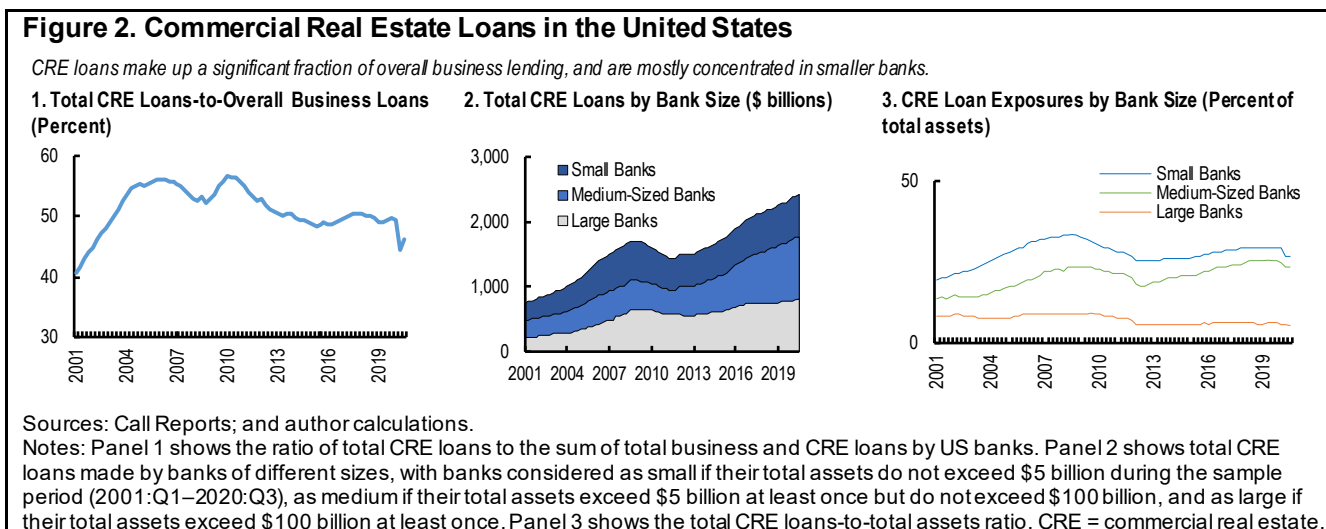 Figure 2. Commercial Real Estate Loans in the United States
CRE loans make up a significant fraction of overall business lending, and are mostly concentrated in smaller banks.
1. Total CRE Loans-to-Overall Business Loans
(Percent)
60
50
40
30
2001
2004
2007
2010
2013
2016
2019
2. Total CRE Loans by Bank Size ($ billions)
3,000
2,000
1,000
0
Small Banks
Medium-Sized Banks
Large Banks
2001 2004 2007 2010 2013 2016 2019
3. CRE Loan Exposures by Bank Size (Percent of
total assets)
50
0
Small Banks
Medium-Sized Banks
Large Banks
2001
2004
2007
2010
2013
2016
2019
Sources: Call Reports; and author calculations.
Notes: Panel 1 shows the ratio of total CRE loans to the sum of total business and CRE loans by US banks. Panel 2 shows total CRE
loans made by banks of different sizes, with banks considered as small if their total assets do not exceed $5 billion during the sample
period (2001:Q1–2020:Q3), as medium if their total assets exceed $5 billion at least once but do not exceed $100 billion, and as large if
their total assets exceed $100 billion at least once. Panel 3 shows the total CRE loans-to-total assets ratio. CRE = commercial real estate.